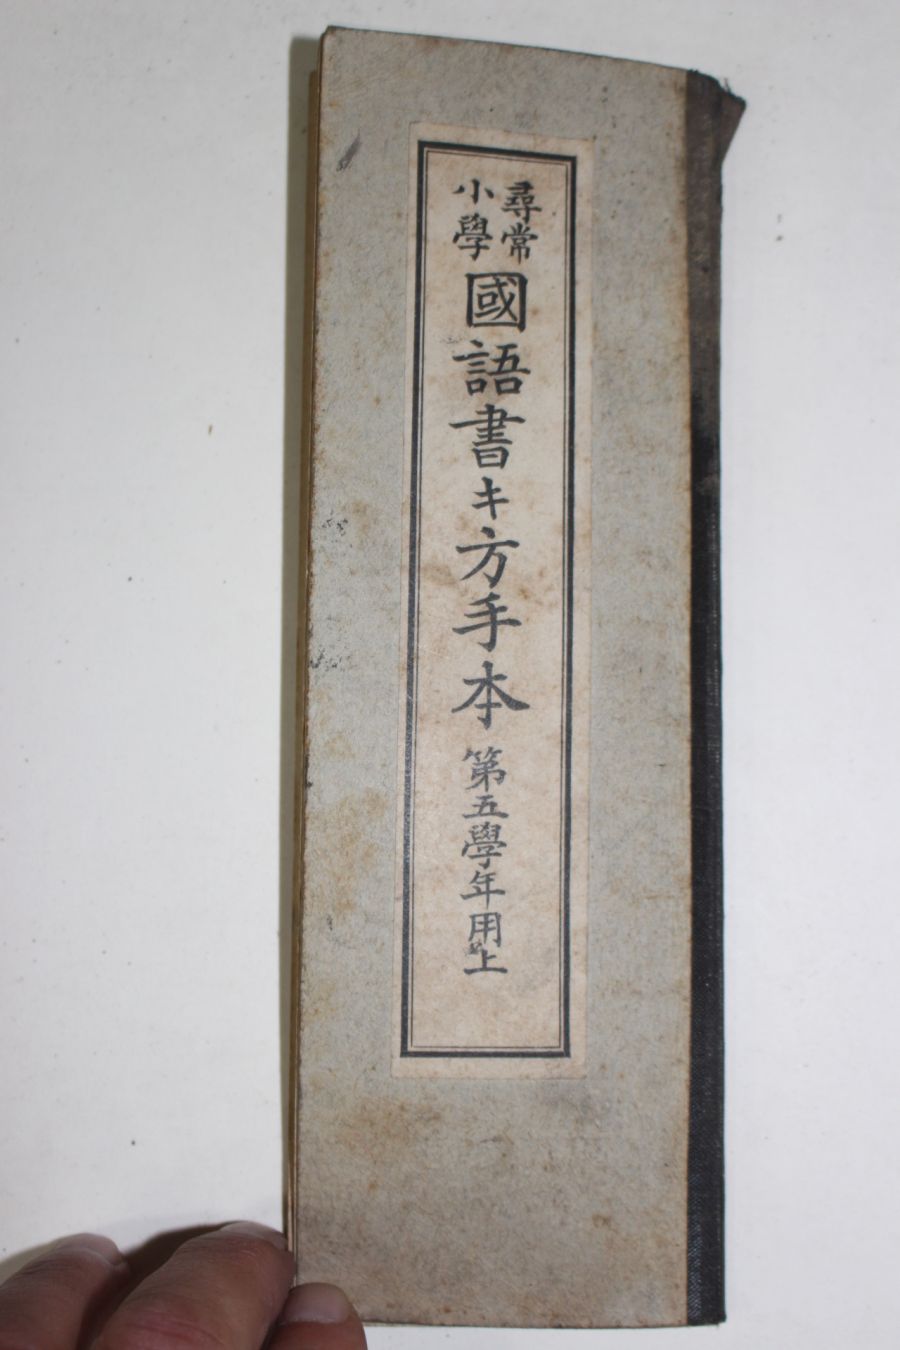 尋常
小學
國語書キ方手本 第五學年用上